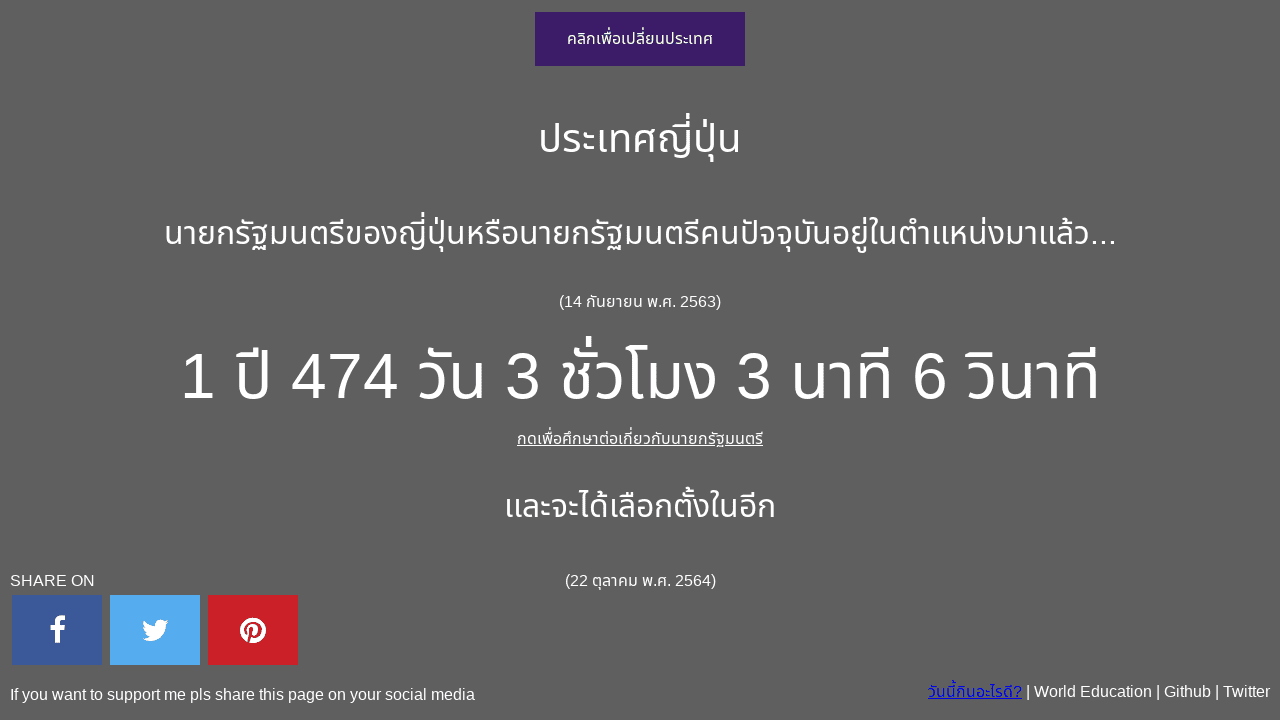 คลิกเพื่อเปลี่ยนประเทศ
ประเทศญี่ปุ่น
นายกรัฐมนตรีของญี่ปุ่นหรือนายกรัฐมนตรีคนปัจจุบันอยู่ในตำแหน่งมาแล้ว...
(14 กันยายน พ.ศ. 2563)
1 ปี 474 วัน 3 ชั่วโมง 3 นาที 6 วินาที
กดเพื่อศึกษาต่อเกี่ยวกับนายกรัฐมนตรี
และจะได้เลือกตั้งในอีก
(22 ตุลาคม พ.ศ. 2564)
SHARE ON
If you want to support me pls share this page on your social media
วันนี้กินอะไรดี? | World Education | Github | Twitter